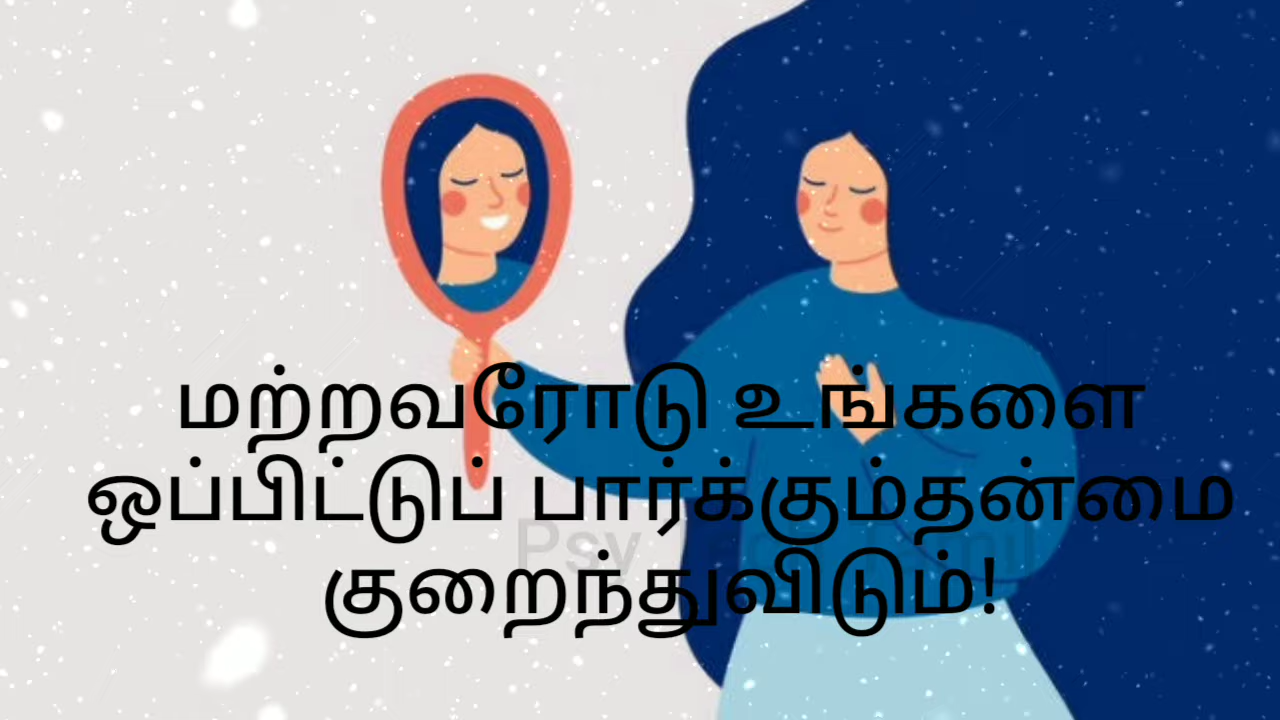 மற்றவரோடு உங்களை
ஒப்பிட்டுப் பார்க்கும்தன்மை
குறைந்துவிடும்!